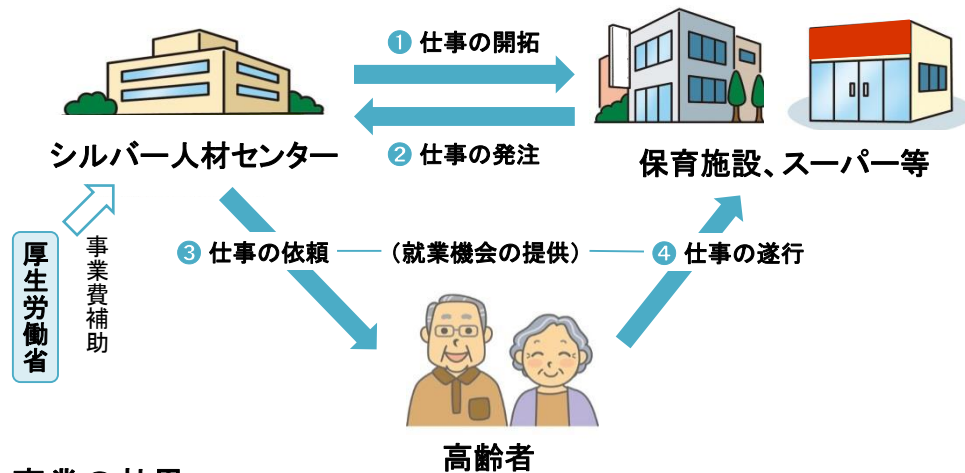 ❶ 仕事の開拓
❷ 仕事の発注
シルバー人材センター
保育施設、スーパー等
厚生労働省
事業費補助
❸ 仕事の依頼
(就業機会の提供)
❹ 仕事の遂行
高齢者